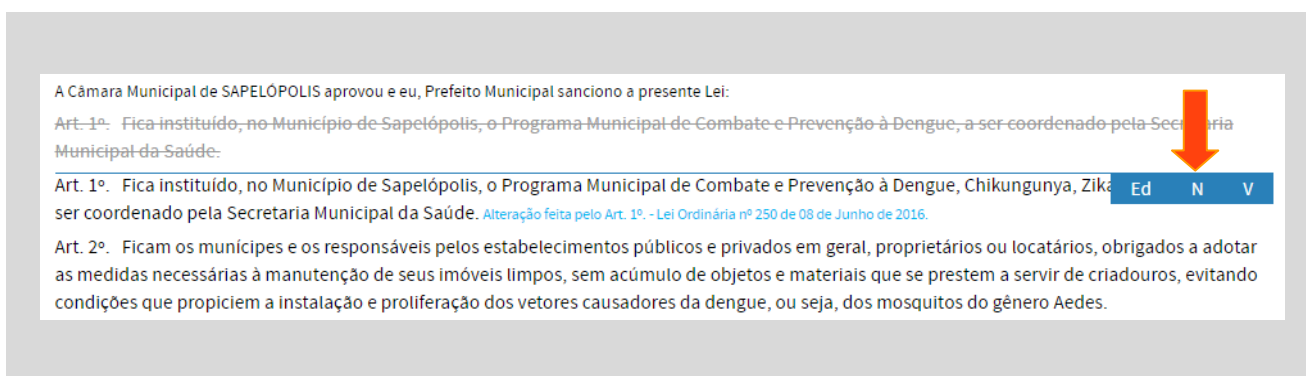 A Câmara Municipal de SAPELÓPOLIS aprovou e eu, Prefeito Municipal sanciono a presente Lei:
Art. 1º. Fica instituído, no Município de Sapelópolis, o Programa Municipal de Combate e Prevenção à Dengue, a ser coordenado pela Secretaria
Municipal da Saúde.
Art. 1º. Fica instituído, no Município de Sapelópolis, o Programa Municipal de Combate e Prevenção à Dengue, Chikungunya, Zika Ed N V
ser coordenado pela Secretaria Municipal da Saúde. Alteração feita pelo Art. 1º. - Lei Ordinária nº 250 de 08 de Junho de 2016.
Art. 2º. Ficam os munícipes e os responsáveis pelos estabelecimentos públicos e privados em geral, proprietários ou locatários, obrigados a adotar
as medidas necessárias à manutenção de seus imóveis limpos, sem acúmulo de objetos e materiais que se prestem a servir de criadouros, evitando
condições que propiciem a instalação e proliferação dos vetores causadores da dengue, ou seja, dos mosquitos do gênero Aedes.